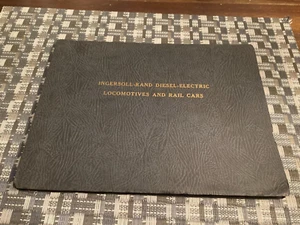 INGERSOLL-RAND DIESEL-ELECTRIC
LOCOMOTIVES AND RAIL CARS